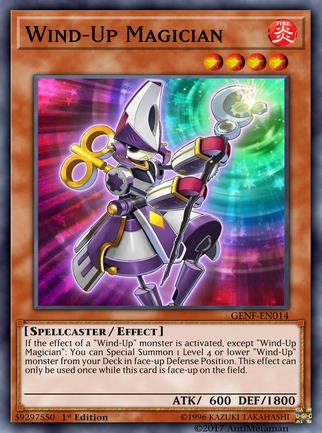 Wind-Up Magician
FIRE
炎
GENF-EN014
[Spellcaster / Effect]
If the effect of a "Wind-Up" monster is activated, except "Wind-Up
Magician": You can Special Summon 1 Level 4 or lower "Wind-Up"
monster from your Deck in face-up Defense Position. This effect can
only be used once while this card is face-up on the field.
ATK/ 600 DEF/1800
59297550 1st Edition ©1996 KAZUKI TAKAHASHI
©2017 AntiMetaman